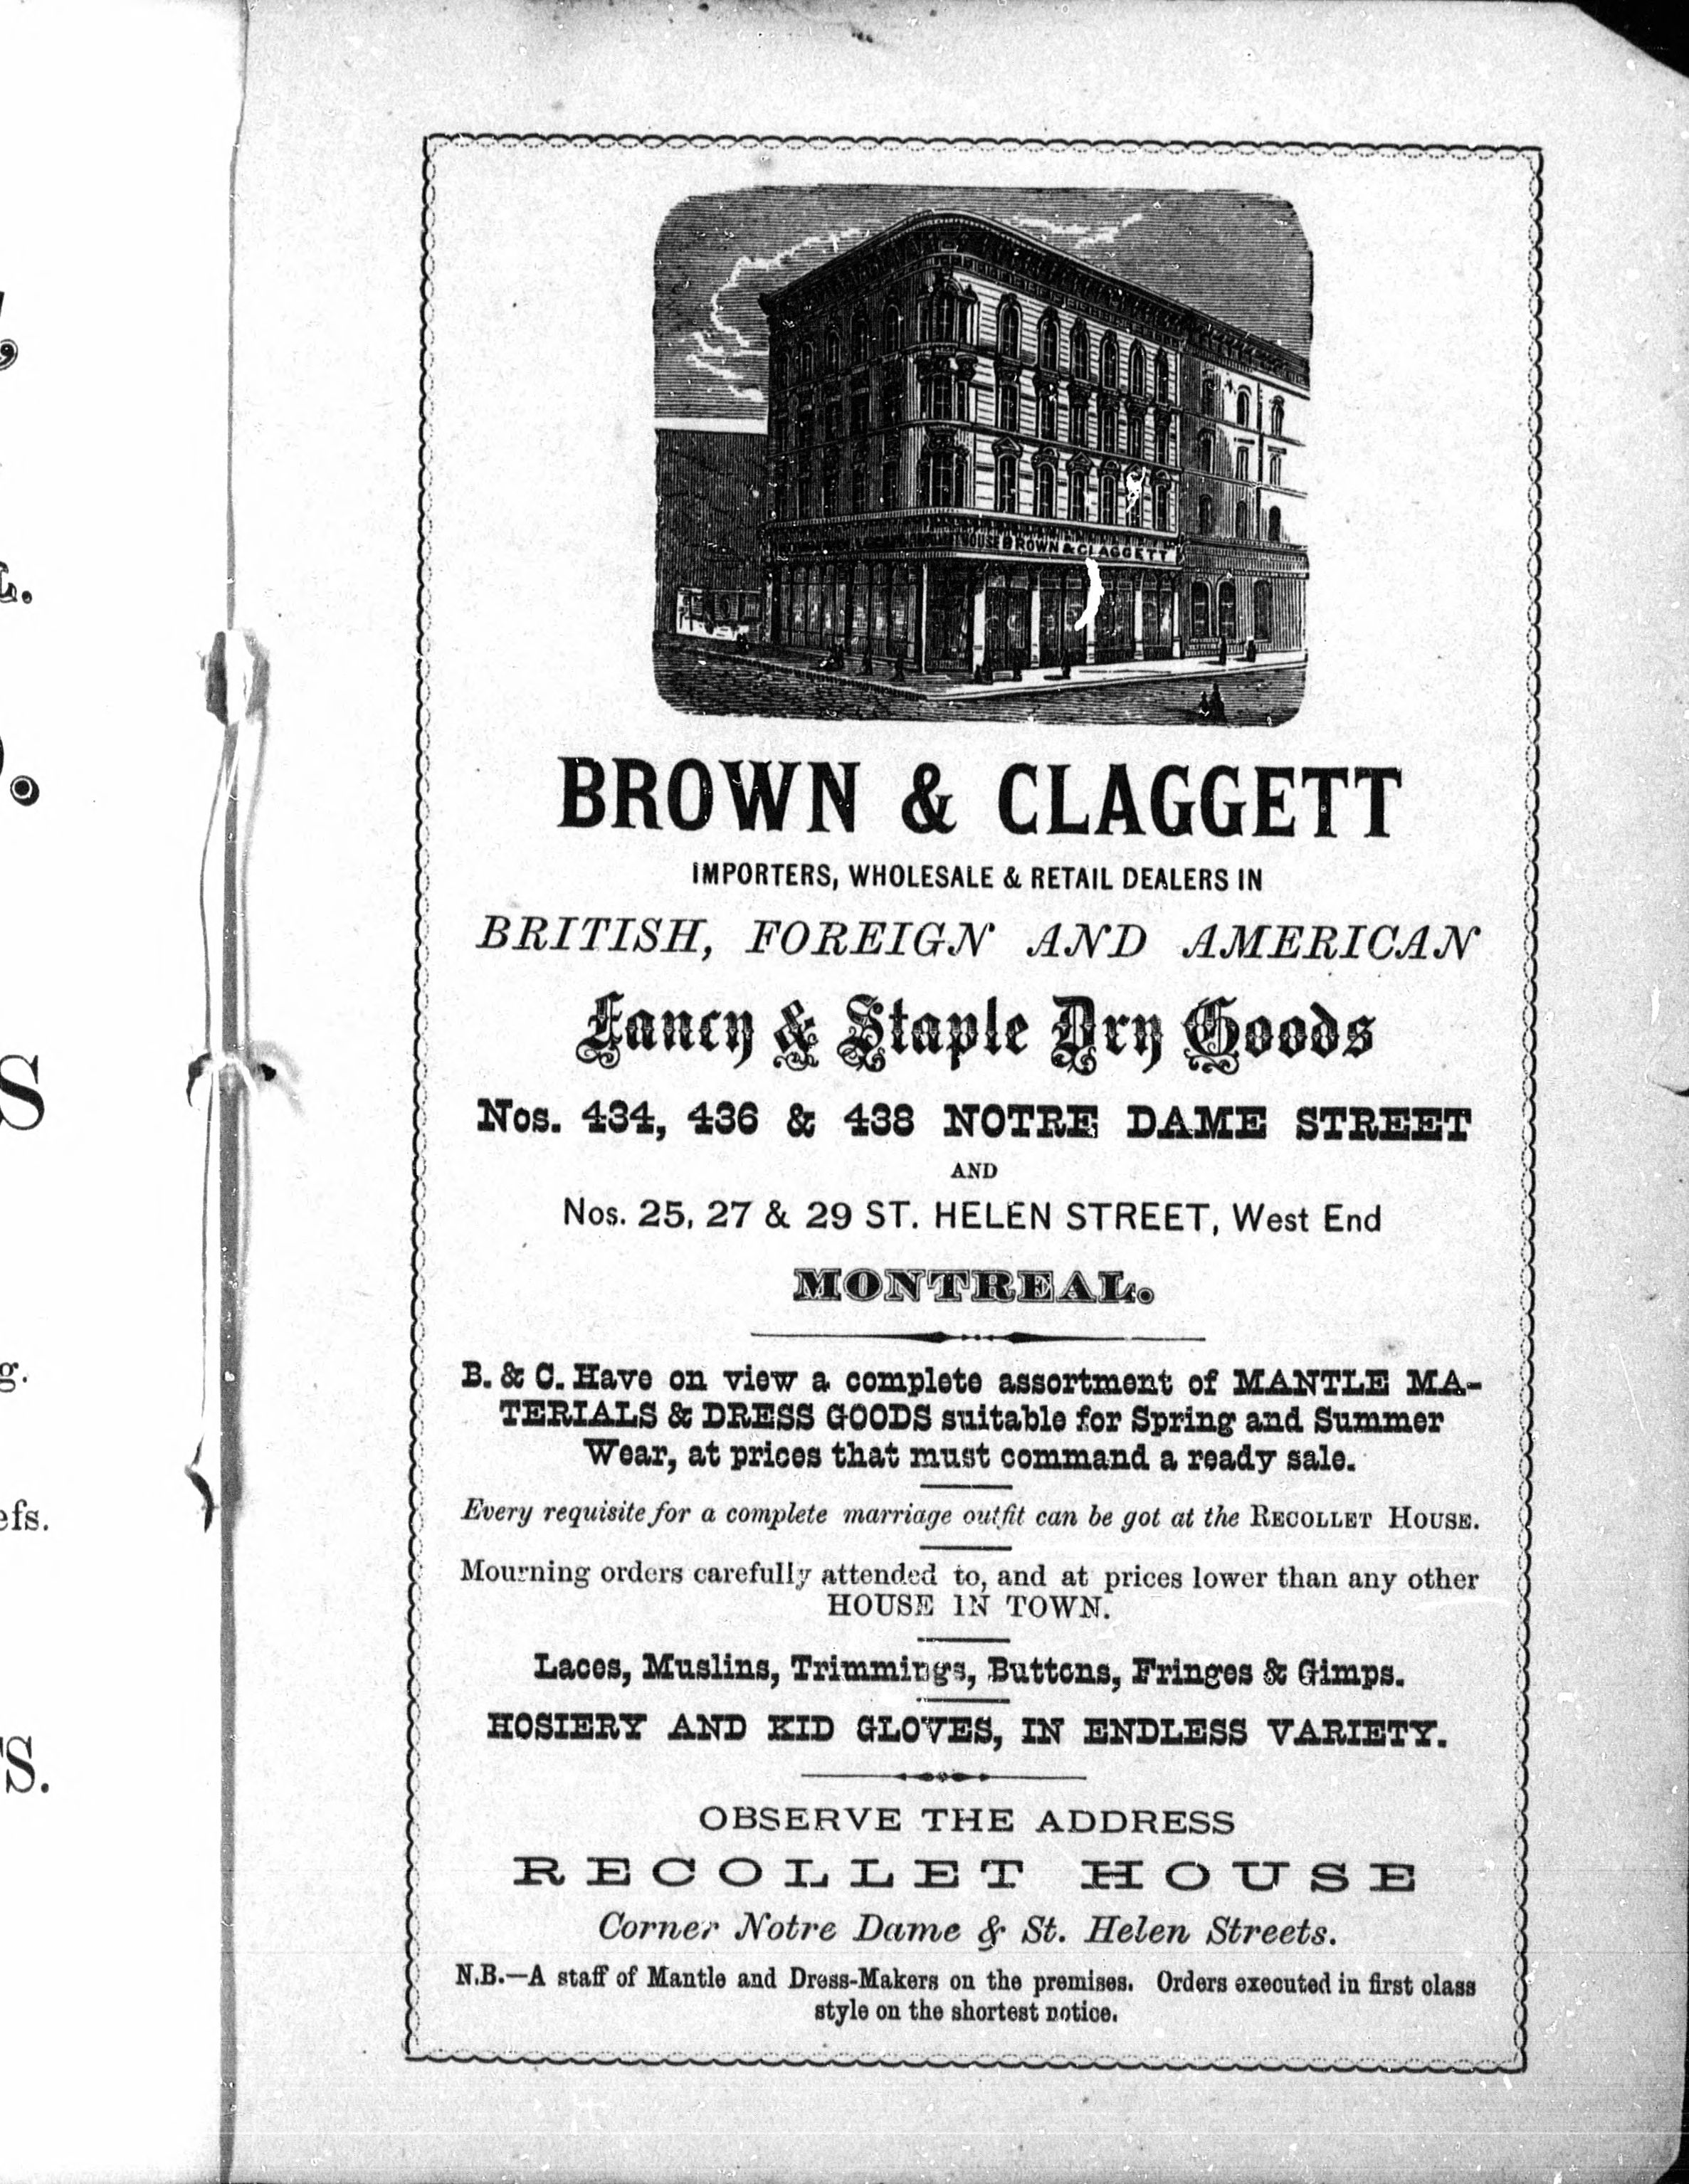 HOUSE BROWN & CLAGGETT
BROWN & CLAGGETT
IMPORTERS, WHOLESALE & RETAIL DEALERS IN
BRITISH, FOREIGN AND AMERICAN
Fancy & Staple Dry Goods
Nos. 434, 436 & 438 NOTRE DAME STREET
AND
Nos. 25, 27 & 29 ST. HELEN STREET, West End
MONTREAL.
B. & C. Have on view a complete assortment of MANTLE MA-
TERIALS & DRESS GOODS suitable for Spring and Summer
Wear, at prices that must command a ready sale.
Every requisite for a complete marriage outfit can be got at the RECOLLET HOUSE.
Mourning orders carefully attended to, and at prices lower than any other
HOUSE IN TOWN.
Laces, Muslins, Trimmings, Buttons, Fringes & Gimps.
HOSIERY AND KID GLOVES, IN ENDLESS VARIETY.
OBSERVE THE ADDRESS
RECOLLET HOUSE
Corner Notre Dame & St. Helen Streets.
N.B.—A staff of Mantle and Dress-Makers on the premises. Orders executed in first class
style on the shortest notice.